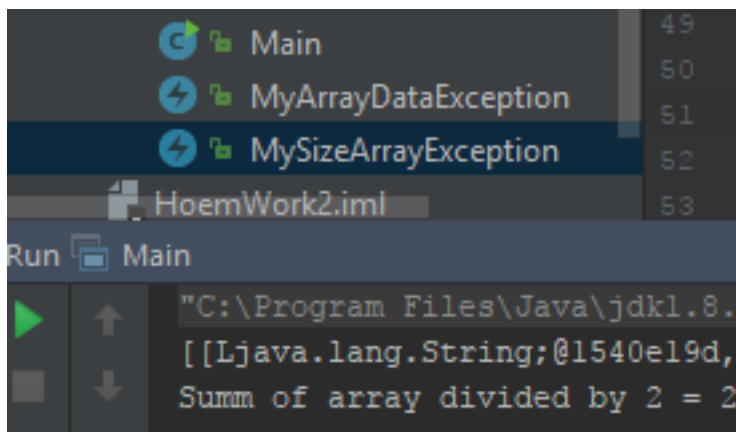 Main
49
50
MyArrayDataException
51
MySizeArrayException
52
HoemWork2.iml
53
Run Main
"C:\Program Files\Java\jdk1.8.
[[Ljava.lang.String;@1540e19d,
Summ of array divided by 2 = 2